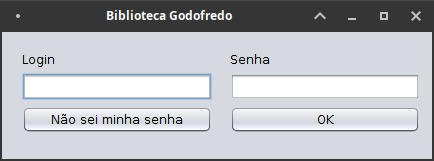 Biblioteca Godofredo
Login
Senha
Não sei minha senha
OK